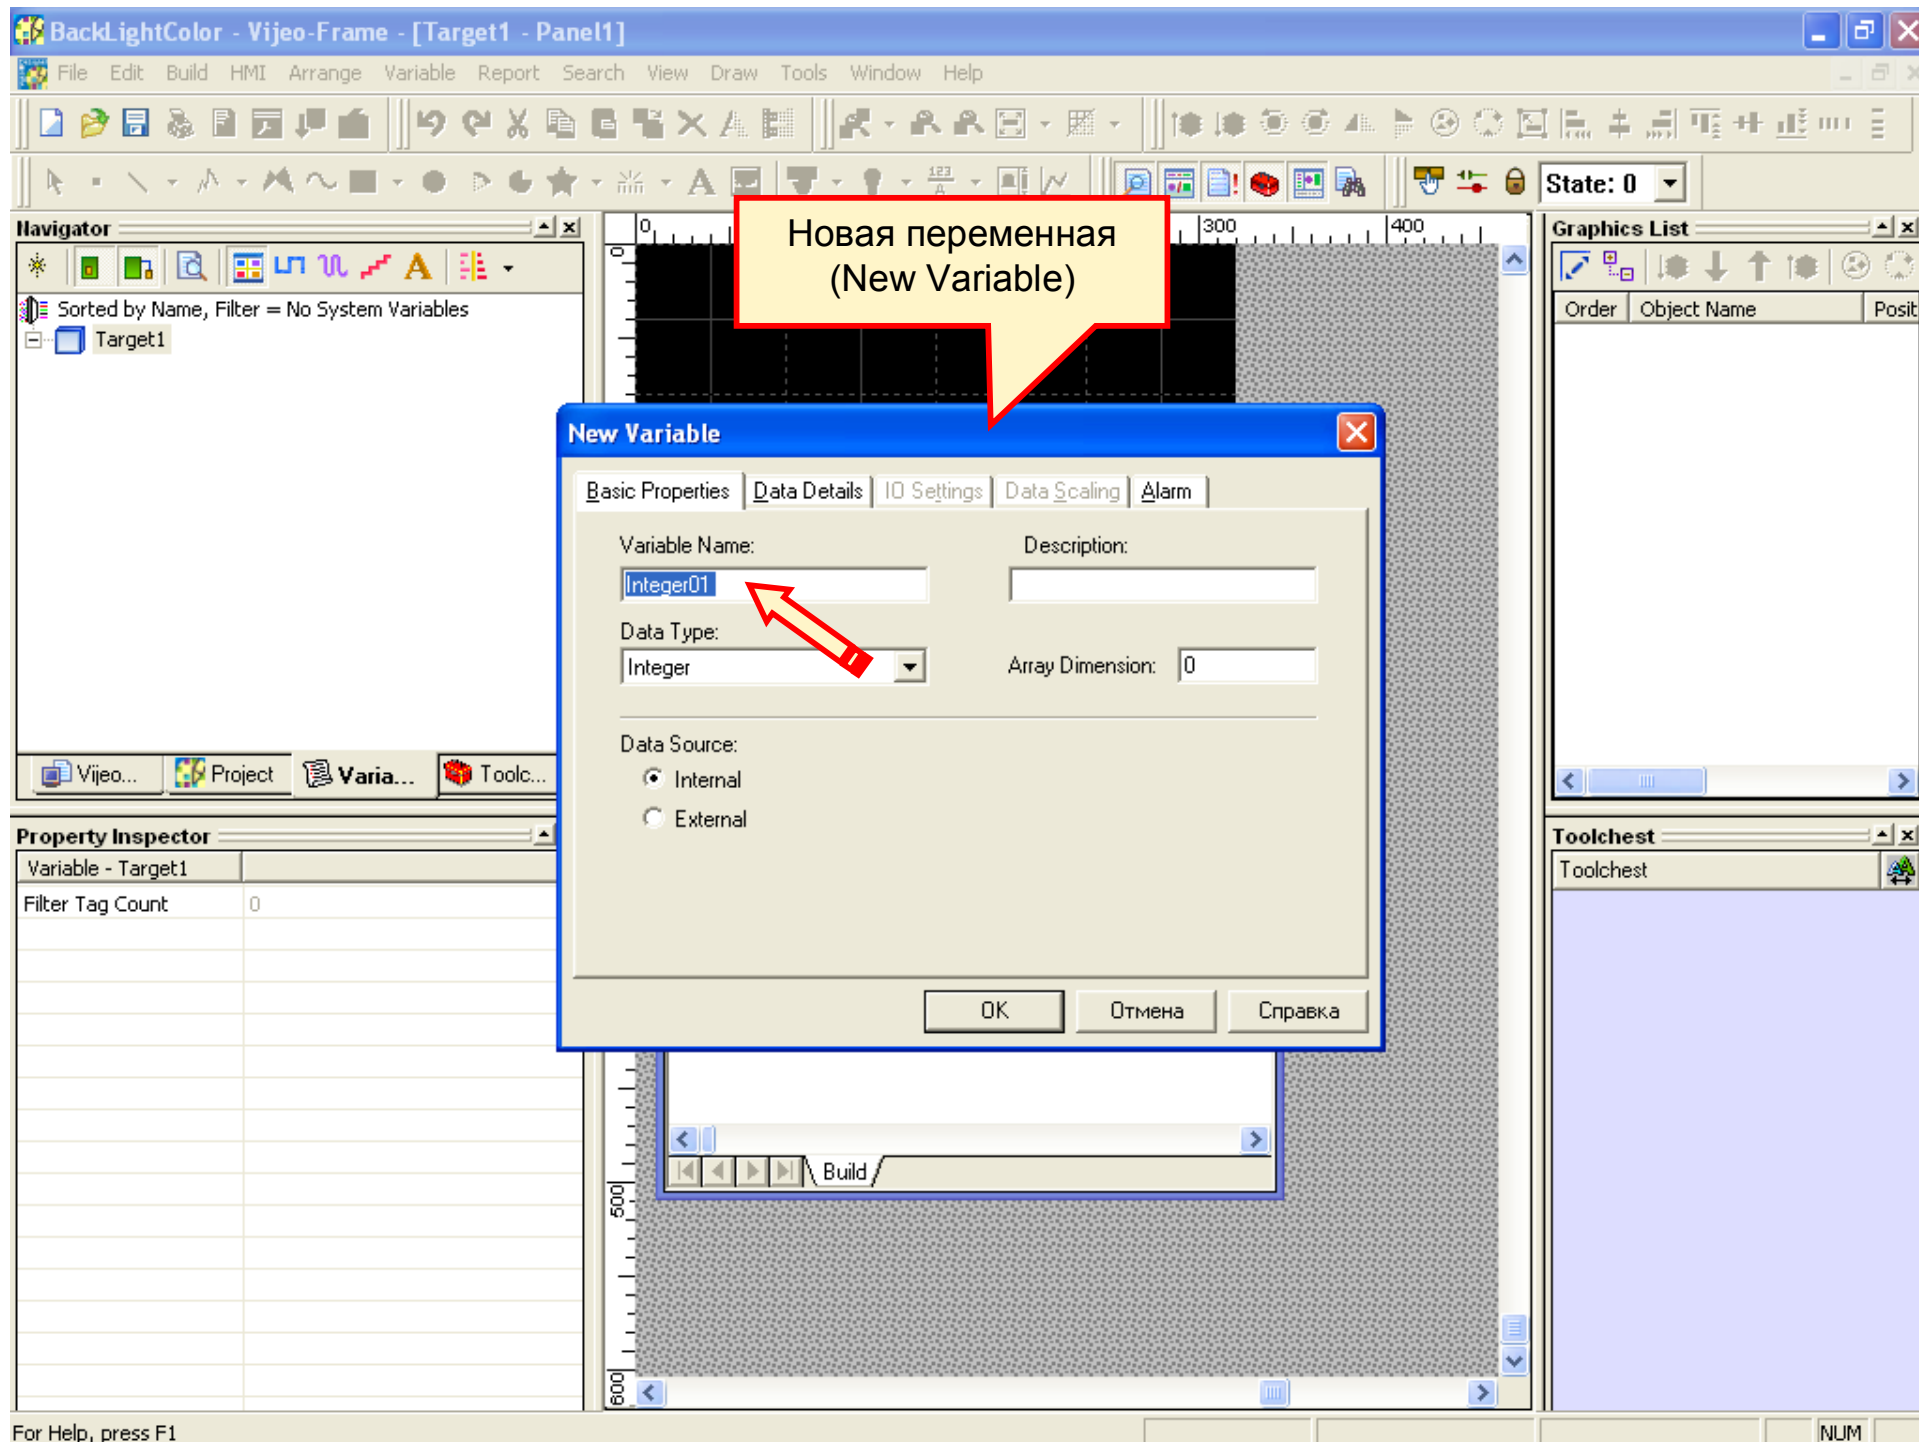 BackLightColor - Vijeo-Frame - [Target1 - Panel1]
File Edit Build HMI Arrange Variable Report Search View Draw Tools Window Help
State: 0
Navigator
Sorted by Name, Filter = No System Variables
Target1
Vijeo... Project Varia... Toolc...
Property Inspector
Variable - Target1
Filter Tag Count 0
0 300 400
0
500
600
Новая переменная
(New Variable)
New Variable
Basic Properties Data Details IO Settings Data Scaling Alarm
Variable Name: Description:
Integer01
Data Type:
Integer Array Dimension: 0
Data Source:
Internal
External
OK Отмена Справка
Build
Graphics List
Order Object Name Posit
Toolchest
Toolchest
For Help, press F1
NUM